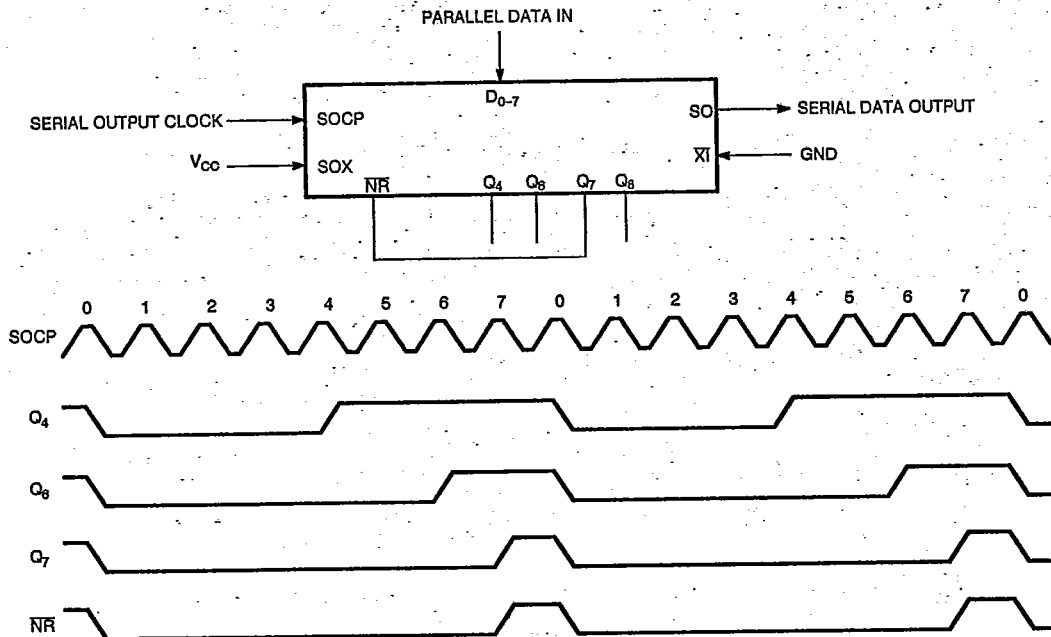 PARALLEL DATA IN
D0–7
SERIAL OUTPUT CLOCK
SOCP
SO
SERIAL DATA OUTPUT
VCC
SOX
XI
GND
NR
Q4
Q6
Q7
Q8
0 1 2 3 4 5 6 7 0 1 2 3 4 5 6 7 0
SOCP
Q4
Q6
Q7
NR